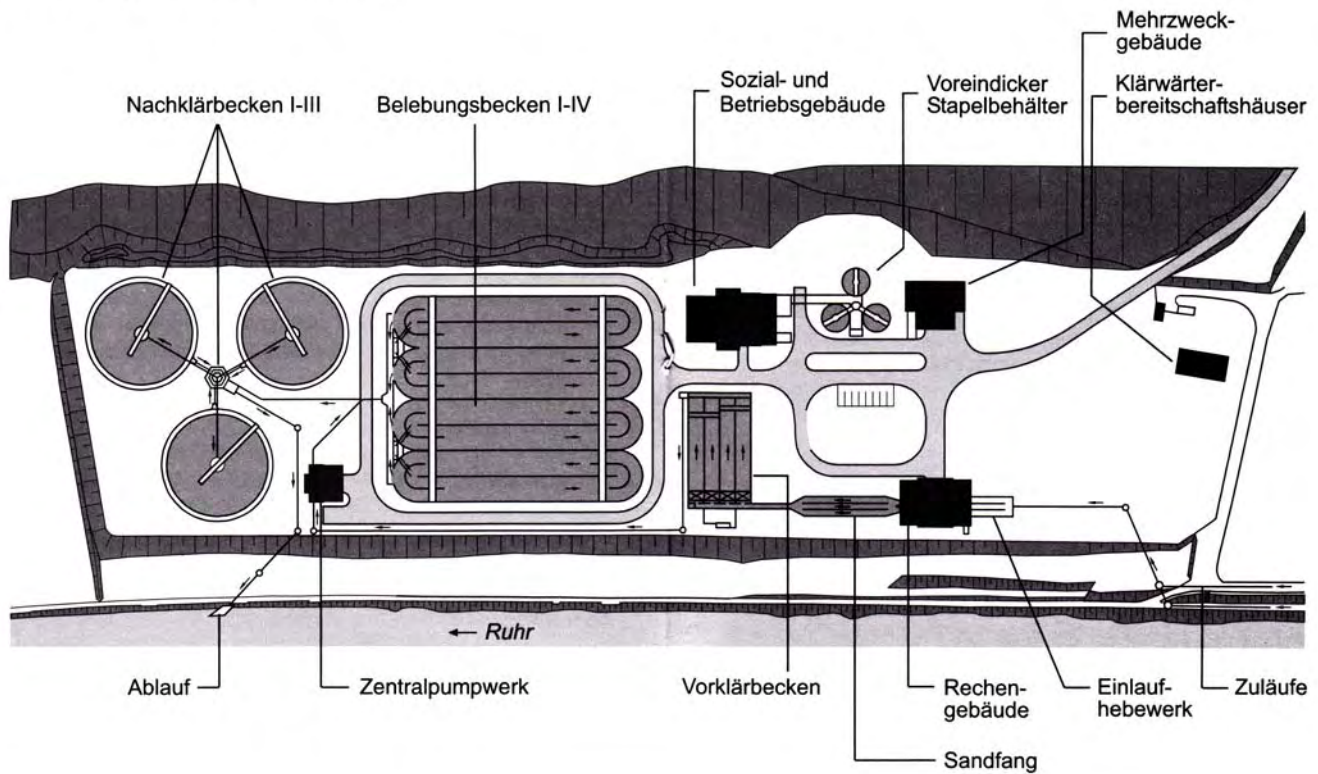 Mehrzweck-
gebäude
Sozial- und
Betriebsgebäude
Voreindicker
Stapelbehälter
Klärwärter-
bereitschaftshäuser
Nachklärbecken I-III
Belebungsbecken I-IV
Ruhr
Ablauf
Zentralpumpwerk
Vorklärbecken
Rechen-
gebäude
Einlauf-
hebewerk
Zuläufe
Sandfang